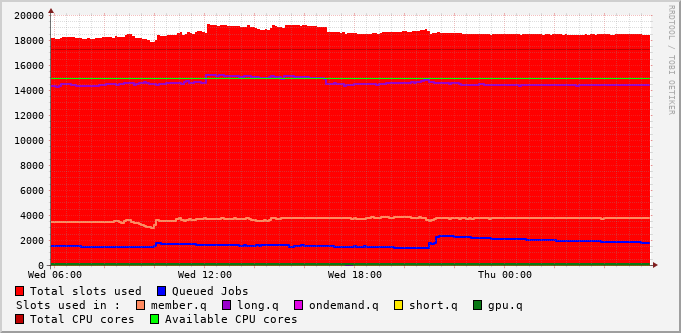 20000
18000
16000
14000
12000
10000
8000
6000
4000
2000
0
Wed 06:00 Wed 12:00 Wed 18:00 Thu 00:00
Total slots used Queued Jobs
Slots used in : member.q long.q ondemand.q short.q gpu.q
Total CPU cores Available CPU cores
RRDTOOL / TOBI OETIKER